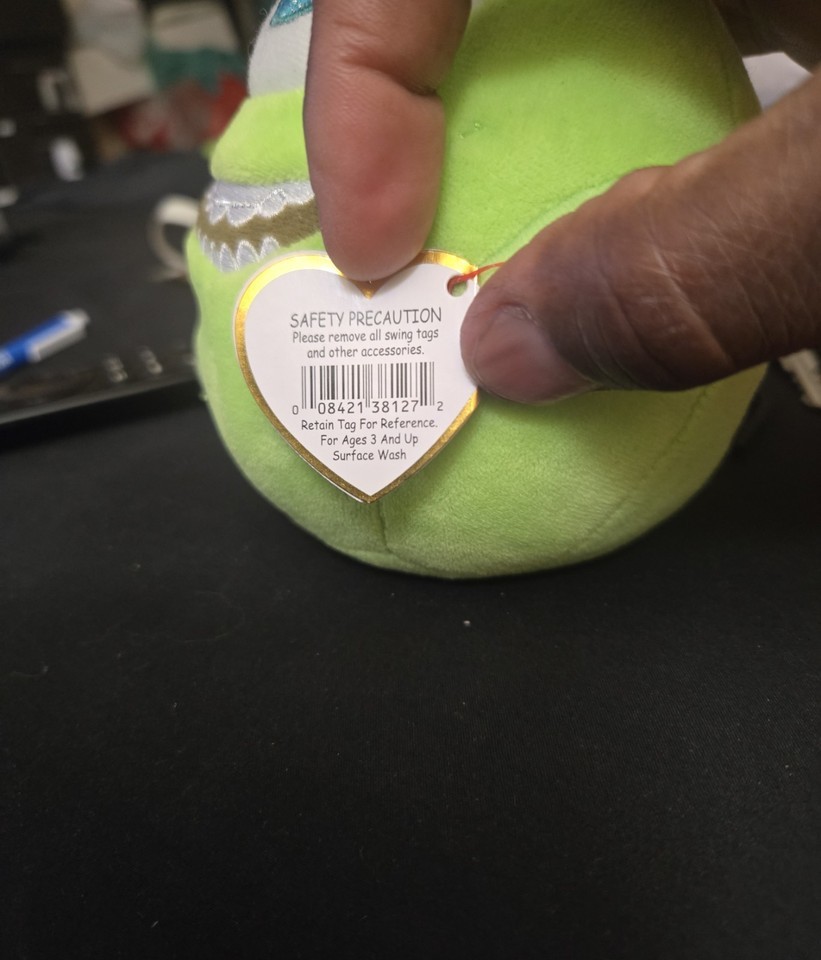 SAFETY PRECAUTION
Please remove all swing tags
and other accessories.
0 08421 38127 2
Retain Tag For Reference.
For Ages 3 And Up
Surface Wash